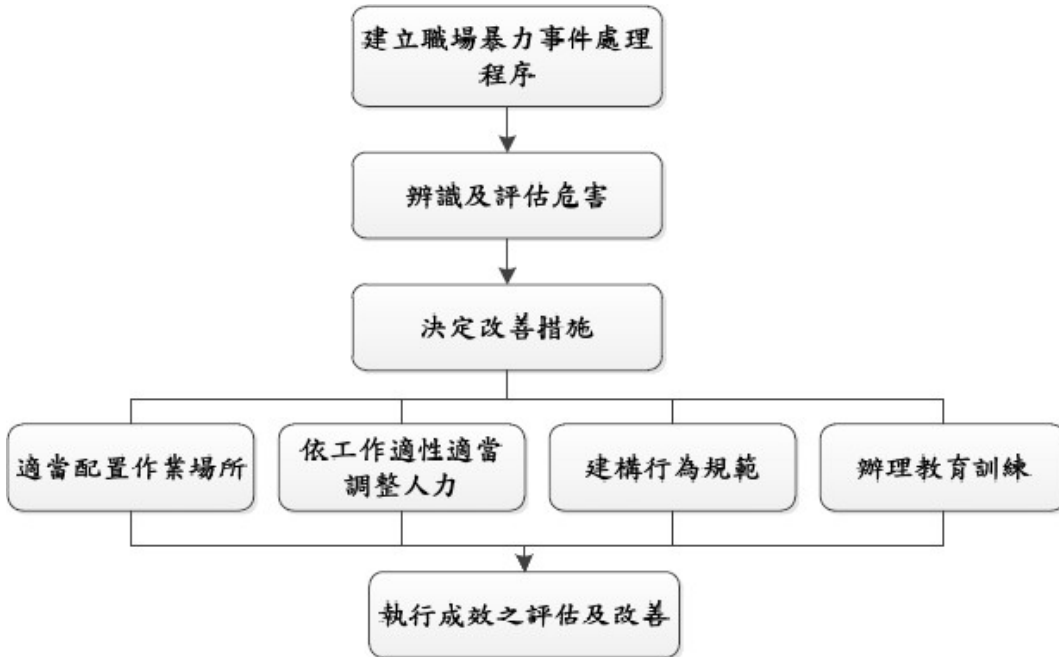 建立職場暴力事件處理
程序
辨識及評估危害
決定改善措施
適當配置作業場所
依工作適性適當
調整人力
建構行為規範
辦理教育訓練
執行成效之評估及改善